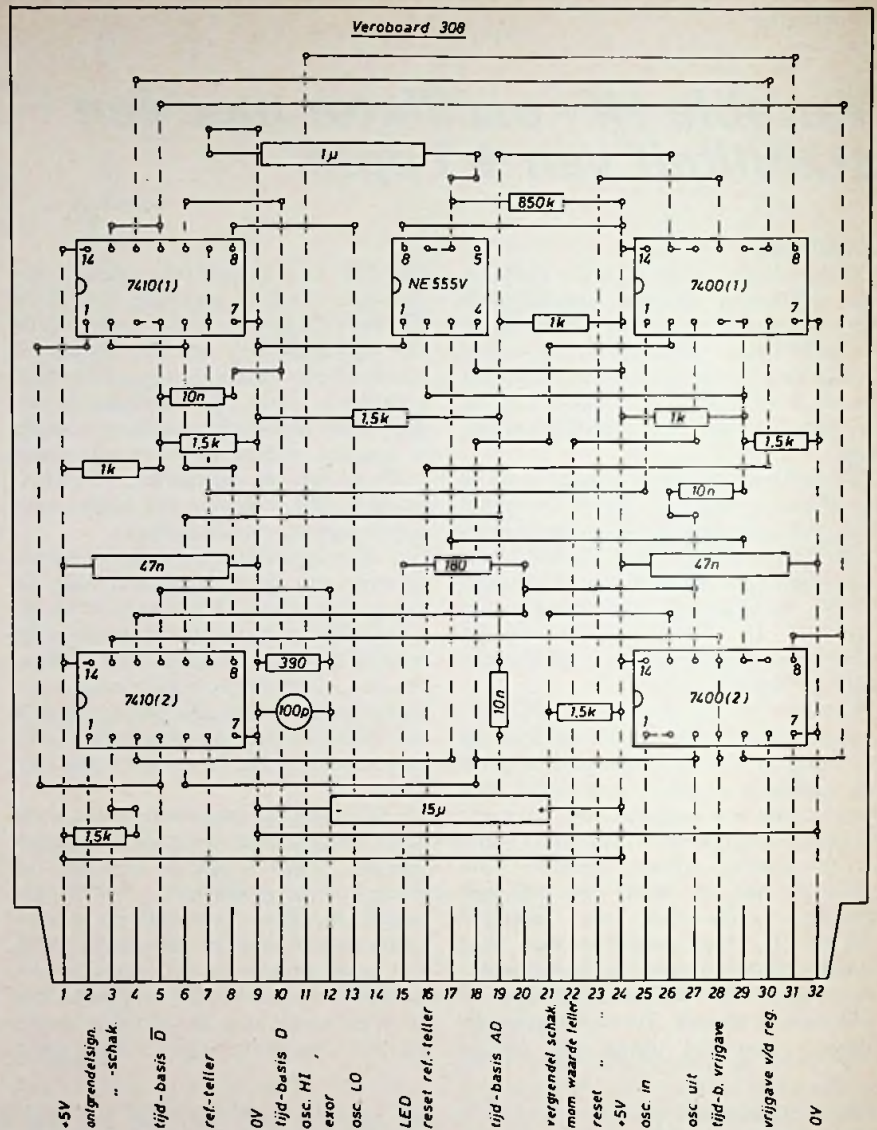 Veroboard 308
1µ
850k
14 8
7410(1)
1 7
8 5
NE555V
1 4
14 8
7400(1)
1 7
1k
10n
1,5k
1k
1,5k
1,5k
1k
10n
47n
180
47n
14 8
7410(2)
1 7
390
100p
10n
1,5k
14 8
7400(2)
1 7
- 15µ +
1,5k
1 2 3 4 5 6 7 8 9 10 11 12 13 14 15 16 17 18 19 20 21 22 23 24 25 26 27 28 29 30 31 32
+5V
ontgrendelsign.
" -schak.
tijd-basis D̅
ref.-teller
0V
tijd-basis D
osc. HI
exor
osc. LO
LED
reset ref.-teller
tijd-basis AD
vergrendel schak.
mom waarde teller
reset " "
+5V
osc. in
osc uit
tijd-b. vrijgave
vrijgave v/d reg.
0V